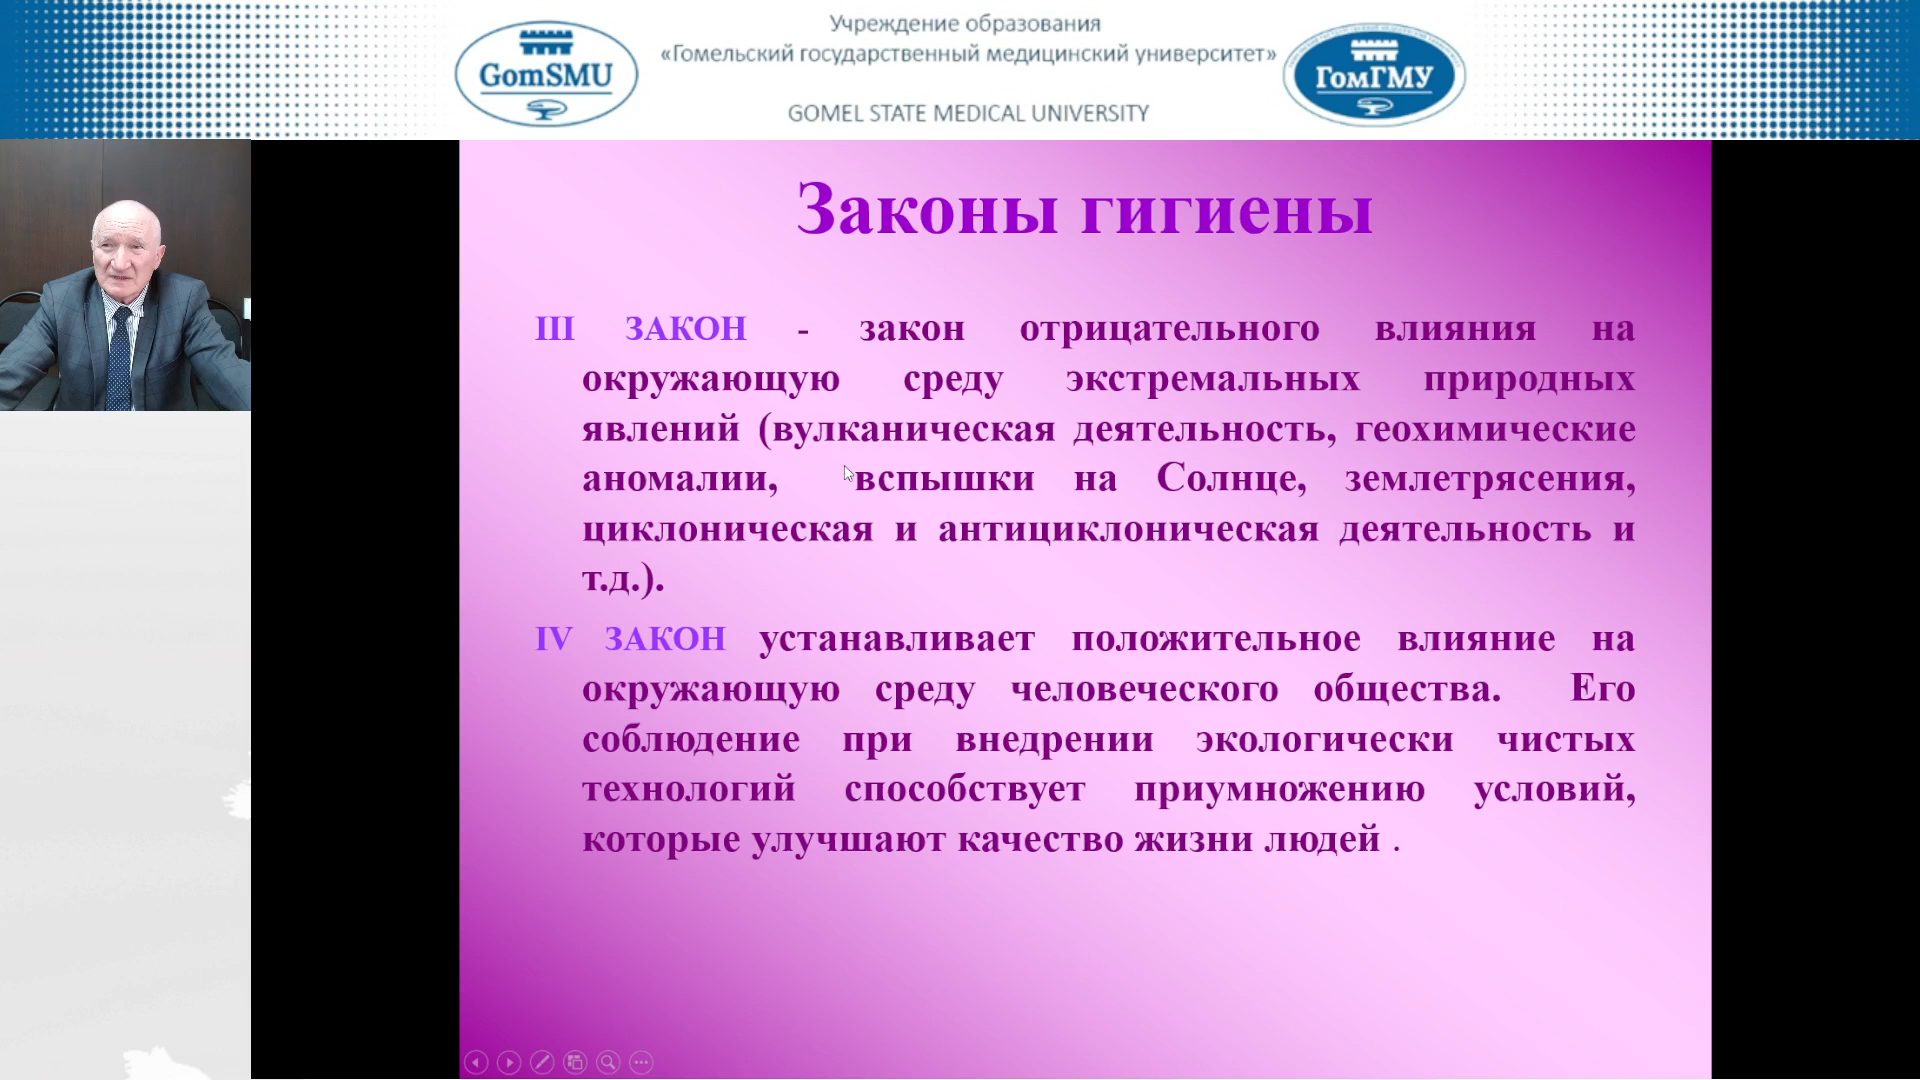 Учреждение образования
«Гомельский государственный медицинский университет»
GOMEL STATE MEDICAL UNIVERSITY
GomSMU
ГомГМУ
Законы гигиены
III ЗАКОН - закон отрицательного влияния на
окружающую среду экстремальных природных
явлений (вулканическая деятельность, геохимические
аномалии, вспышки на Солнце, землетрясения,
циклоническая и антициклоническая деятельность и
т.д.).
IV ЗАКОН устанавливает положительное влияние на
окружающую среду человеческого общества. Его
соблюдение при внедрении экологически чистых
технологий способствует приумножению условий,
которые улучшают качество жизни людей .